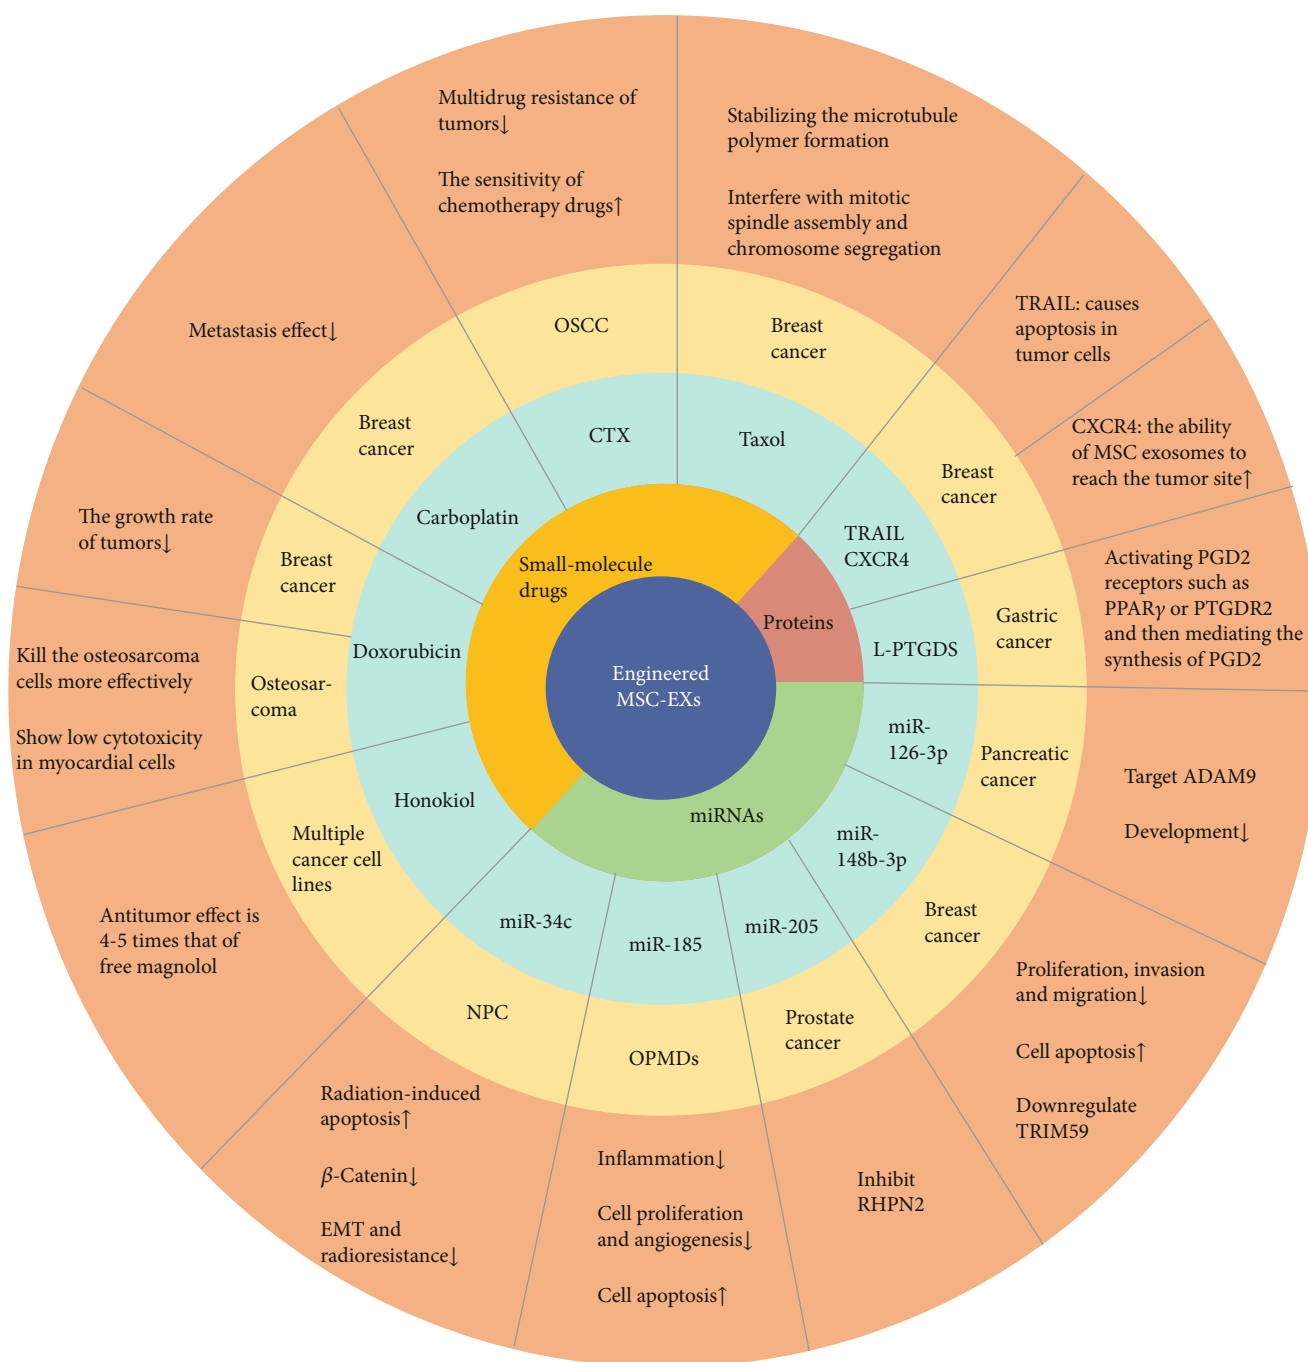 Multidrug resistance of
tumors↓
The sensitivity of
chemotherapy drugs↑
Stabilizing the microtubule
polymer formation
Interfere with mitotic
spindle assembly and
chromosome segregation
TRAIL: causes
apoptosis in
tumor cells
CXCR4: the ability
of MSC exosomes to
reach the tumor site↑
Activating PGD2
receptors such as
PPARγ or PTGDR2
and then mediating the
synthesis of PGD2
Target ADAM9
Development↓
Proliferation, invasion
and migration↓
Cell apoptosis↑
Downregulate
TRIM59
Inhibit
RHPN2
Inflammation↓
Cell proliferation
and angiogenesis↓
Cell apoptosis↑
Radiation-induced
apoptosis↑
β-Catenin↓
EMT and
radioresistance↓
Antitumor effect is
4-5 times that of
free magnolol
Kill the osteosarcoma
cells more effectively
Show low cytotoxicity
in myocardial cells
The growth rate
of tumors↓
Metastasis effect↓
OSCC
Breast
cancer
Breast
cancer
Gastric
cancer
Pancreatic
cancer
Breast
cancer
Prostate
cancer
OPMDs
NPC
Multiple
cancer cell
lines
Osteosar-
coma
Breast
cancer
Breast
cancer
CTX
Taxol
TRAIL
CXCR4
L-PTGDS
miR-
126-3p
miR-
148b-3p
miR-205
miR-185
miR-34c
Honokiol
Doxorubicin
Carboplatin
Small-molecule
drugs
Proteins
miRNAs
Engineered
MSC-EXs